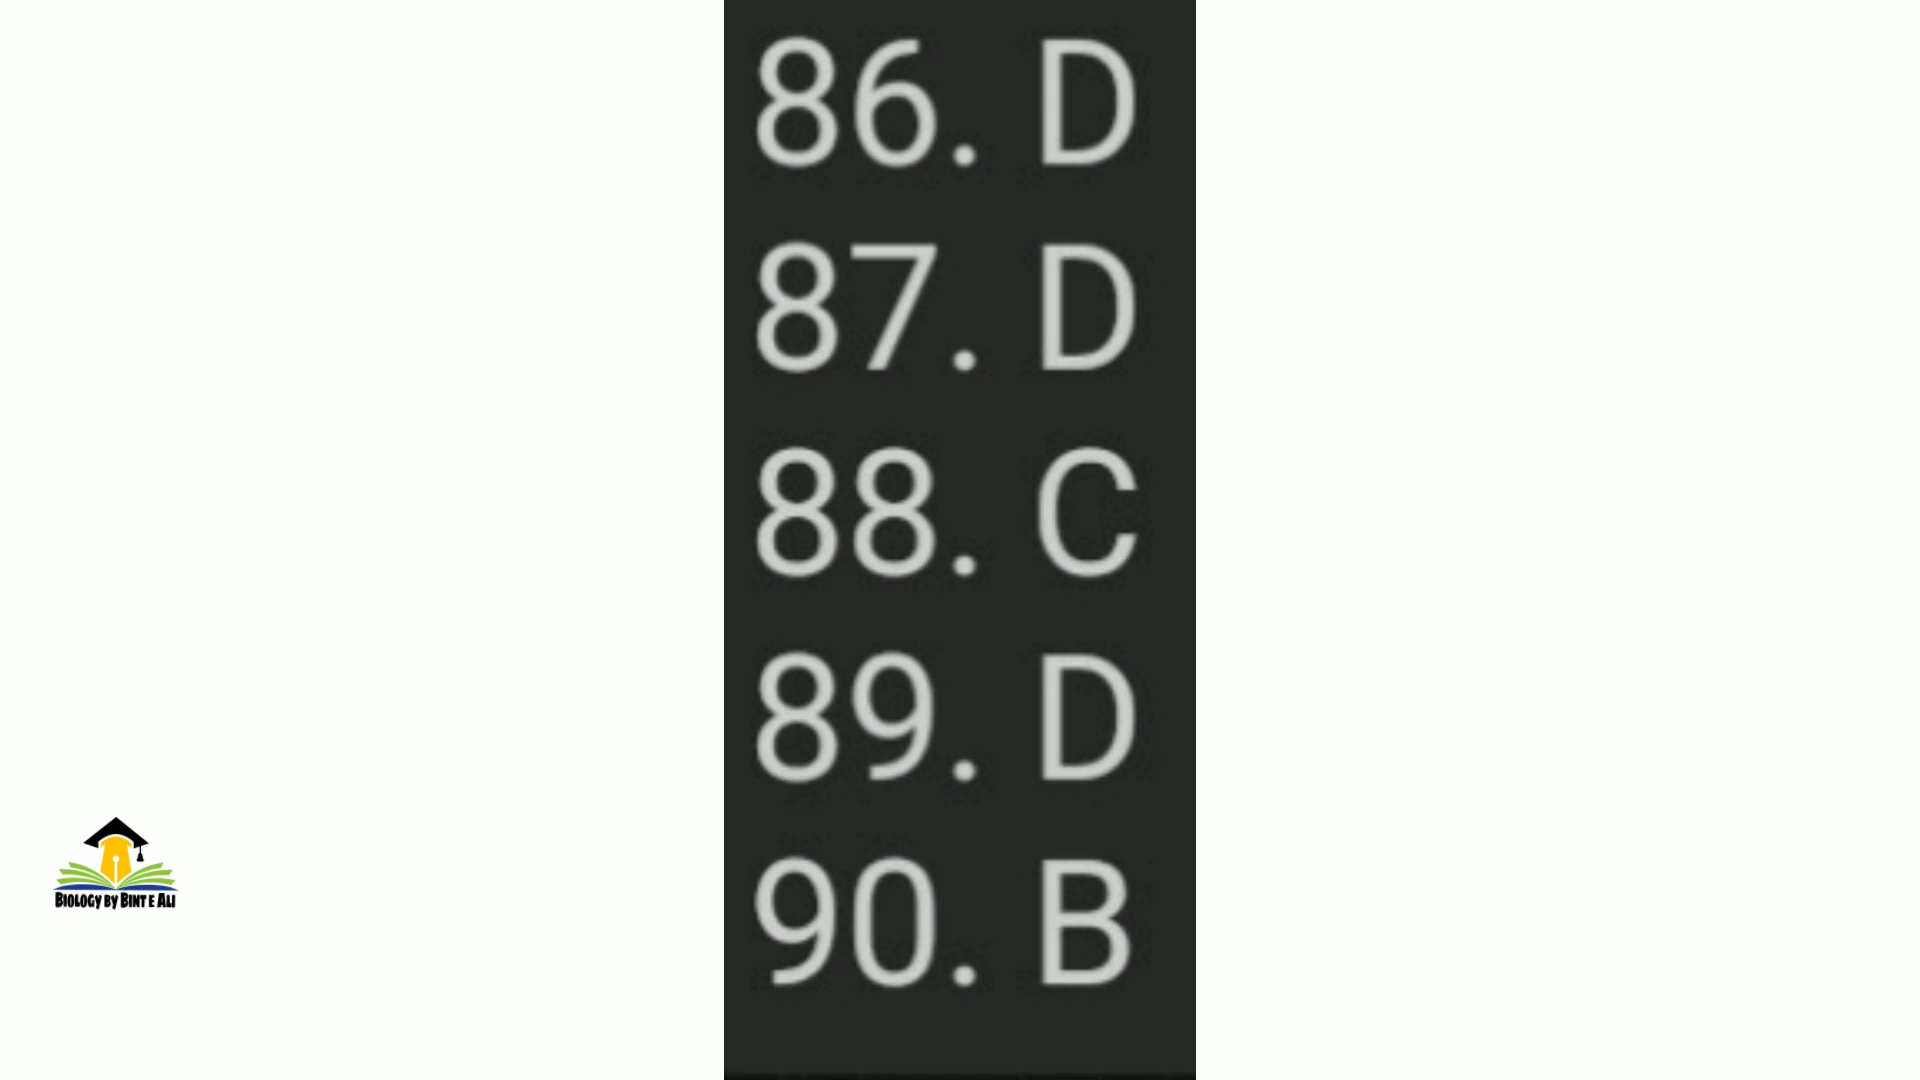 86. D
87. D
88. C
89. D
90. B
BIOLOGY BY BINT E ALI